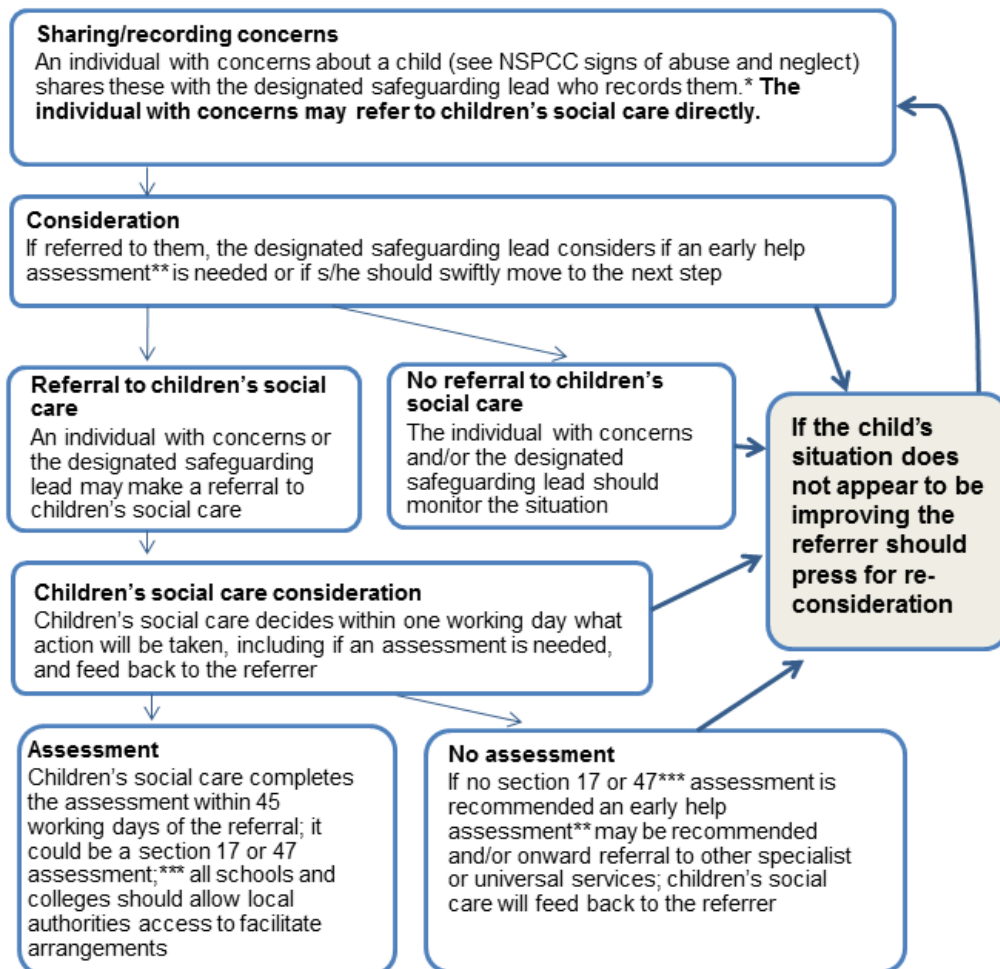 Sharing/recording concerns
An individual with concerns about a child (see NSPCC signs of abuse and neglect)
shares these with the designated safeguarding lead who records them.* The
individual with concerns may refer to children's social care directly.
Consideration
If referred to them, the designated safeguarding lead considers if an early help
assessment** is needed or if s/he should swiftly move to the next step
Referral to children's social
care
An individual with concerns or
the designated safeguarding
lead may make a referral to
children's social care
No referral to children's
social care
The individual with concerns
and/or the designated
safeguarding lead should
monitor the situation
If the child's
situation does
not appear to be
improving the
referrer should
press for re-
consideration
Children's social care consideration
Children's social care decides within one working day what
action will be taken, including if an assessment is needed,
and feed back to the referrer
Assessment
Children's social care completes
the assessment within 45
working days of the referral; it
could be a section 17 or 47
assessment;*** all schools and
colleges should allow local
authorities access to facilitate
arrangements
No assessment
If no section 17 or 47*** assessment is
recommended an early help
assessment** may be recommended
and/or onward referral to other specialist
or universal services; children's social
care will feed back to the referrer